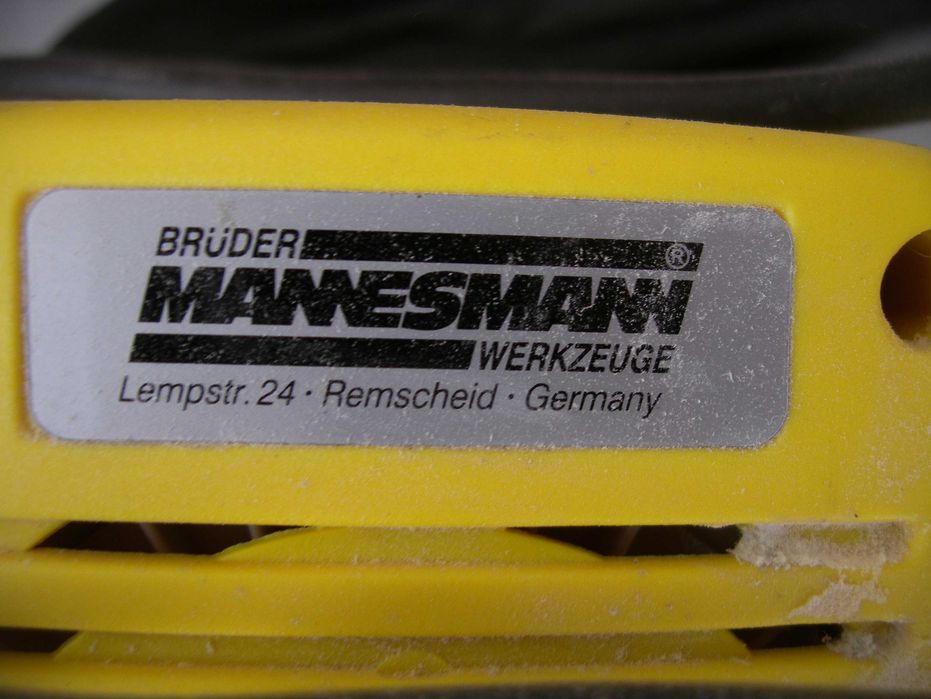 BRÜDER
MANNESMANN ®
WERKZEUGE
Lempstr. 24 · Remscheid · Germany